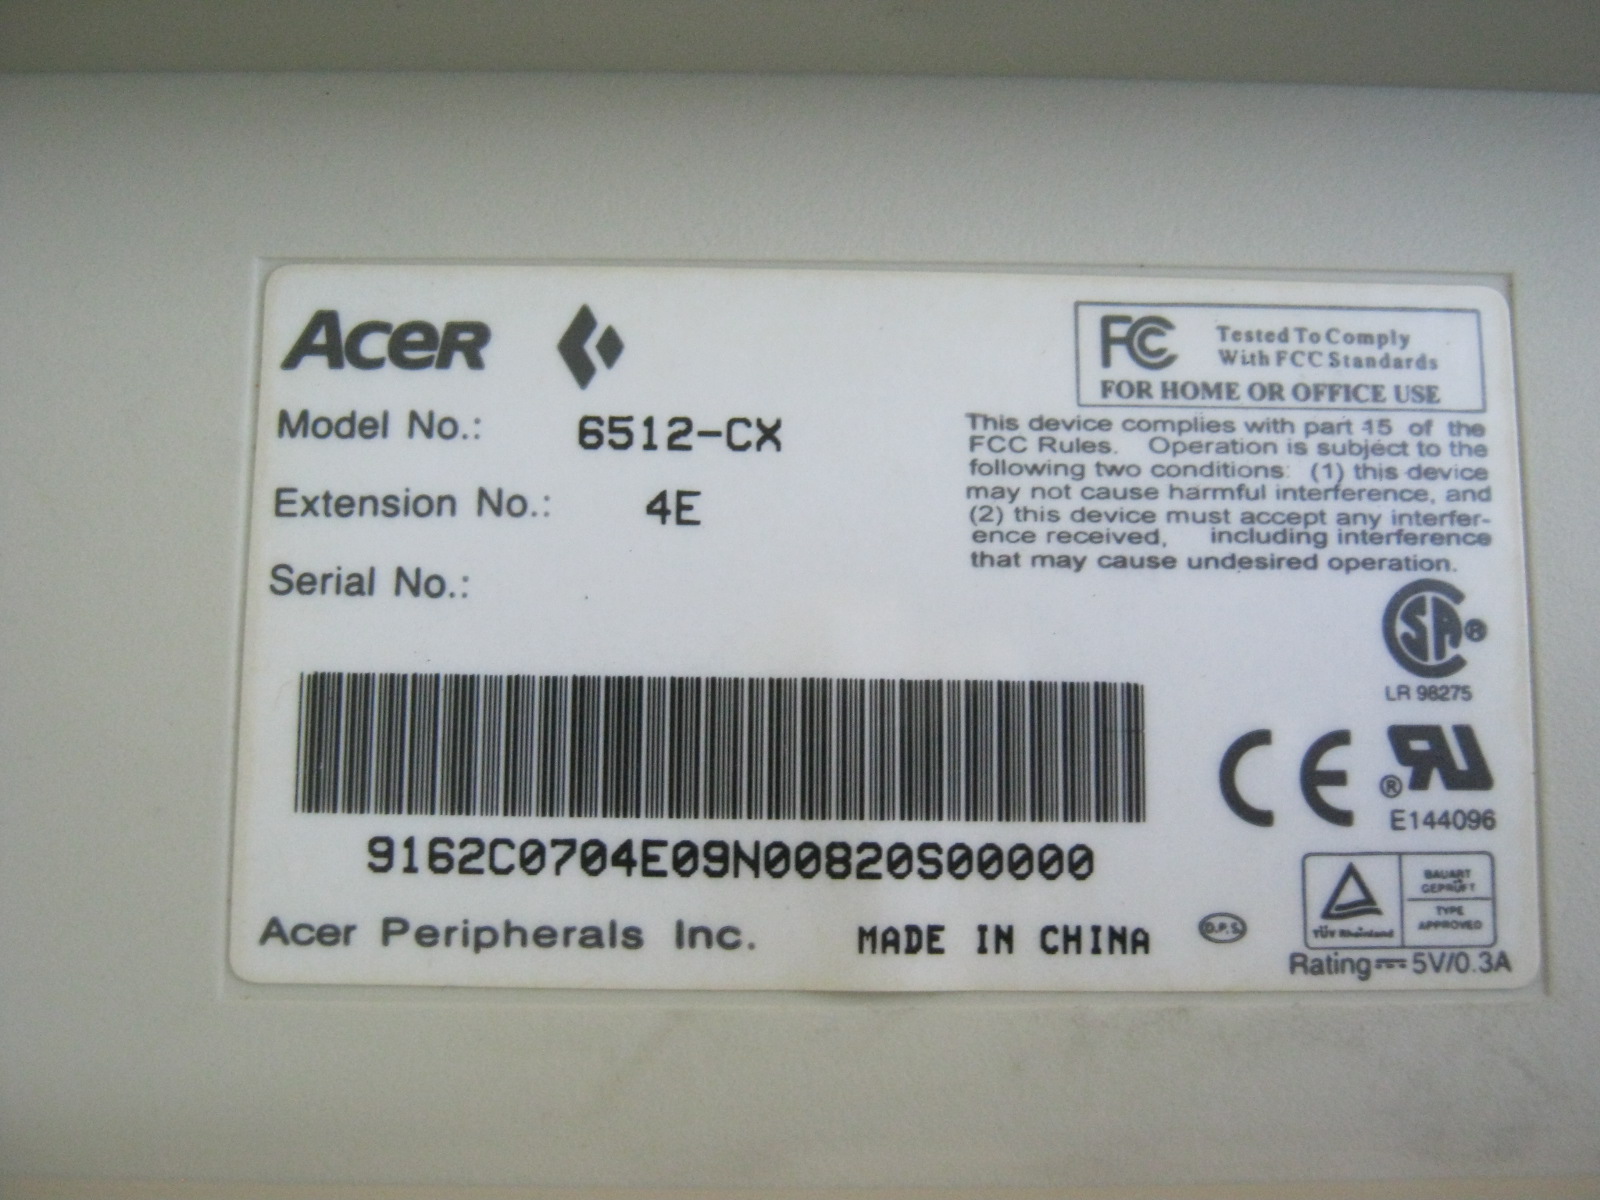 Acer
Model No.: 6512-CX
Extension No.: 4E
Serial No.:
9162C0704E09N00820S00000
Acer Peripherals Inc. MADE IN CHINA
D.P.S.
FC
Tested To Comply
With FCC Standards
FOR HOME OR OFFICE USE
This device complies with part 15 of the
FCC Rules. Operation is subject to the
following two conditions: (1) this device
may not cause harmful interference, and
(2) this device must accept any interfer-
ence received, including interference
that may cause undesired operation.
SA®
LR 98275
CE
®
E144096
TÜV Rheinland
BAUART
GEPRÜFT
TYPE
APPROVED
Rating 5V/0.3A